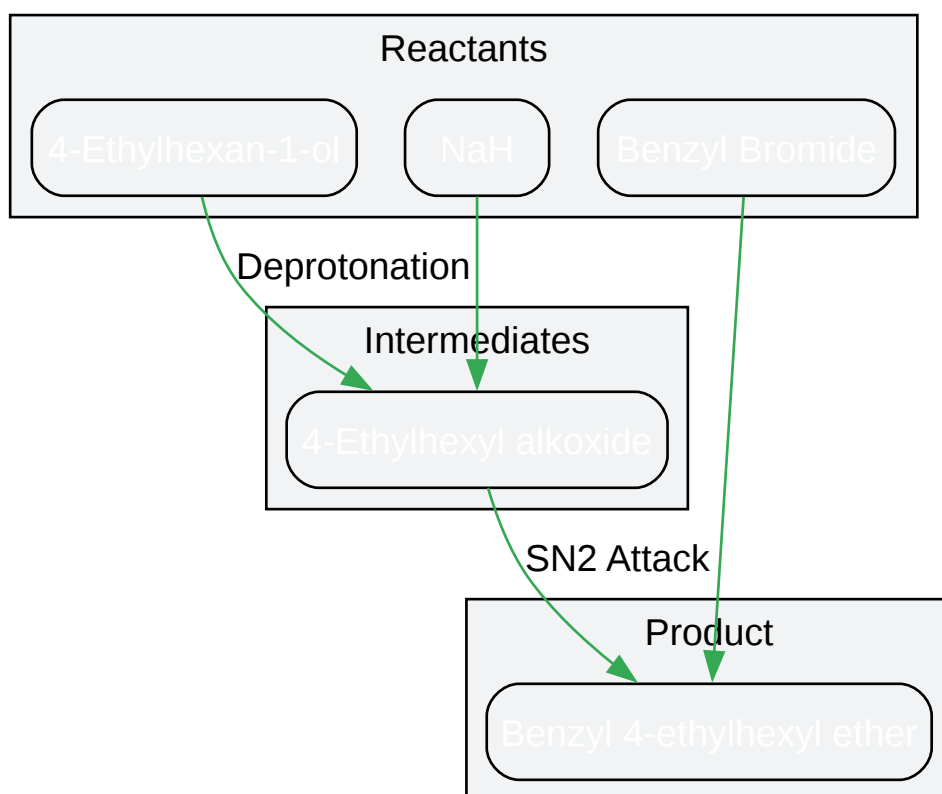 Reactants
4-Ethylhexan-1-ol
NaH
Benzyl Bromide
Deprotonation
Intermediates
4-Ethylhexyl alkoxide
SN2 Attack
Product
Benzyl 4-ethylhexyl ether